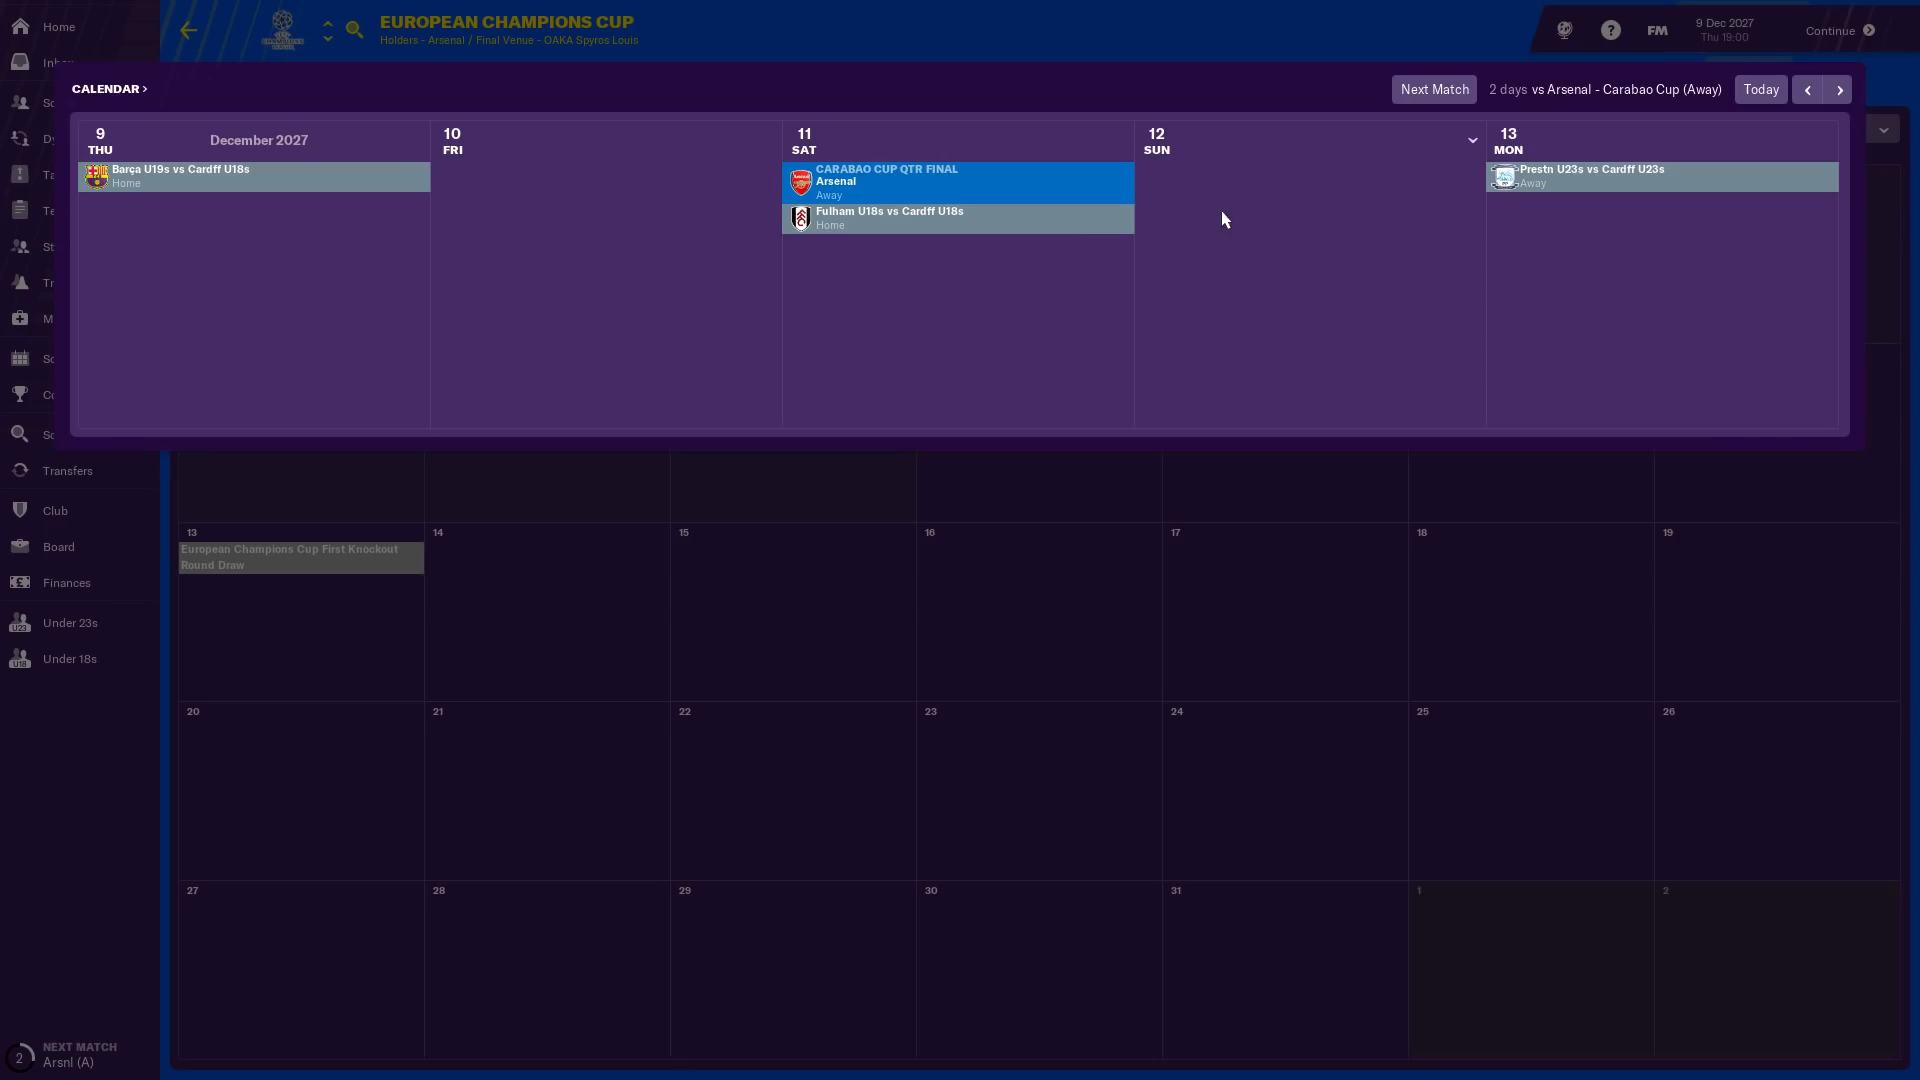 Home
EUROPEAN CHAMPIONS CUP
Holders - Arsenal / Final Venue - OAKA Spyros Louis
FM
9 Dec 2027
Thu 19:00
Continue
CALENDAR >
Next Match
2 days vs Arsenal - Carabao Cup (Away)
Today
9
THU
December 2027
10
FRI
11
SAT
12
SUN
13
MON
Barça U19s vs Cardff U18s
Home
CARABAO CUP QTR FINAL
Arsenal
Away
Fulham U18s vs Cardff U18s
Home
Prestn U23s vs Cardff U23s
Away
Transfers
Club
Board
Finances
Under 23s
Under 18s
13
14
15
16
17
18
19
European Champions Cup First Knockout
Round Draw
20
21
22
23
24
25
26
27
28
29
30
31
1
2
2
NEXT MATCH
Arsnl (A)